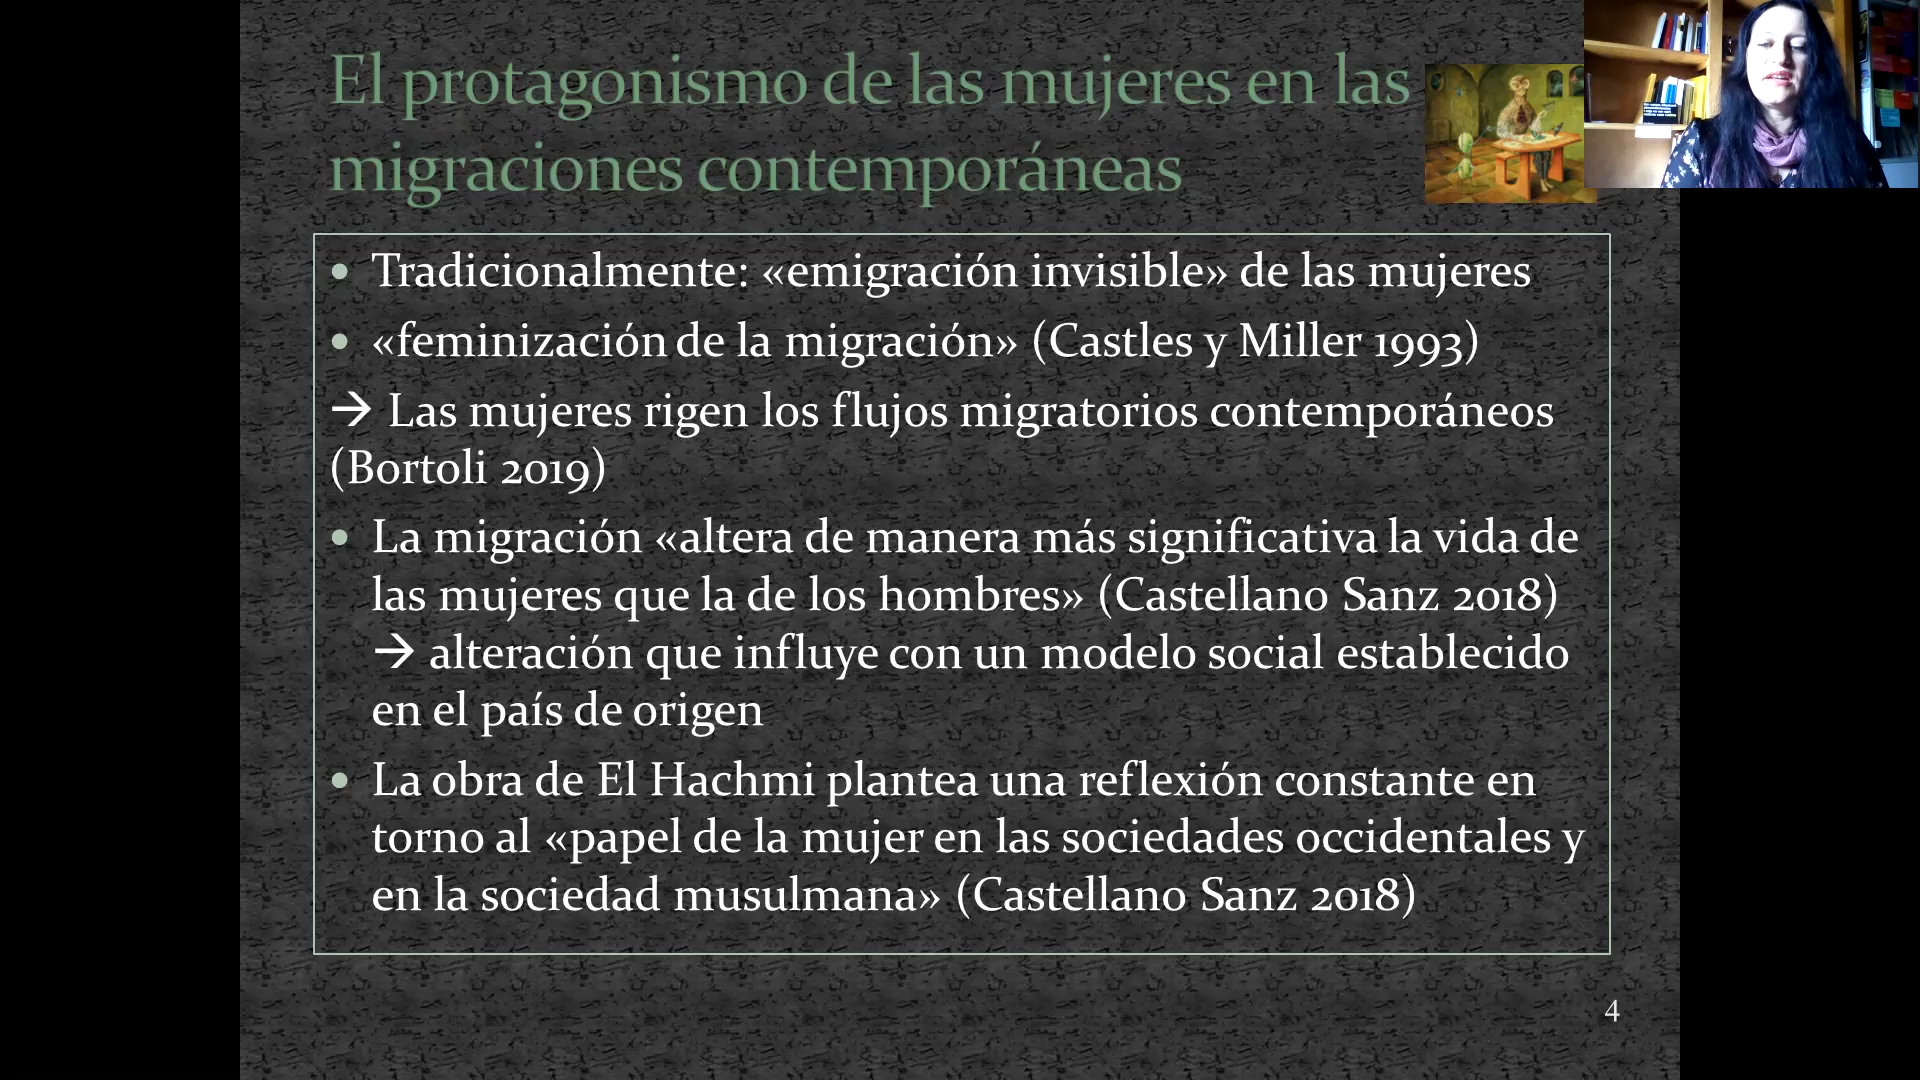 El protagonismo de las mujeres en las
migraciones contemporáneas
• Tradicionalmente: «emigración invisible» de las mujeres
• «feminización de la migración» (Castles y Miller 1993)
→ Las mujeres rigen los flujos migratorios contemporáneos
(Bortoli 2019)
• La migración «altera de manera más significativa la vida de
las mujeres que la de los hombres» (Castellano Sanz 2018)
→ alteración que influye con un modelo social establecido
en el país de origen
• La obra de El Hachmi plantea una reflexión constante en
torno al «papel de la mujer en las sociedades occidentales y
en la sociedad musulmana» (Castellano Sanz 2018)
4